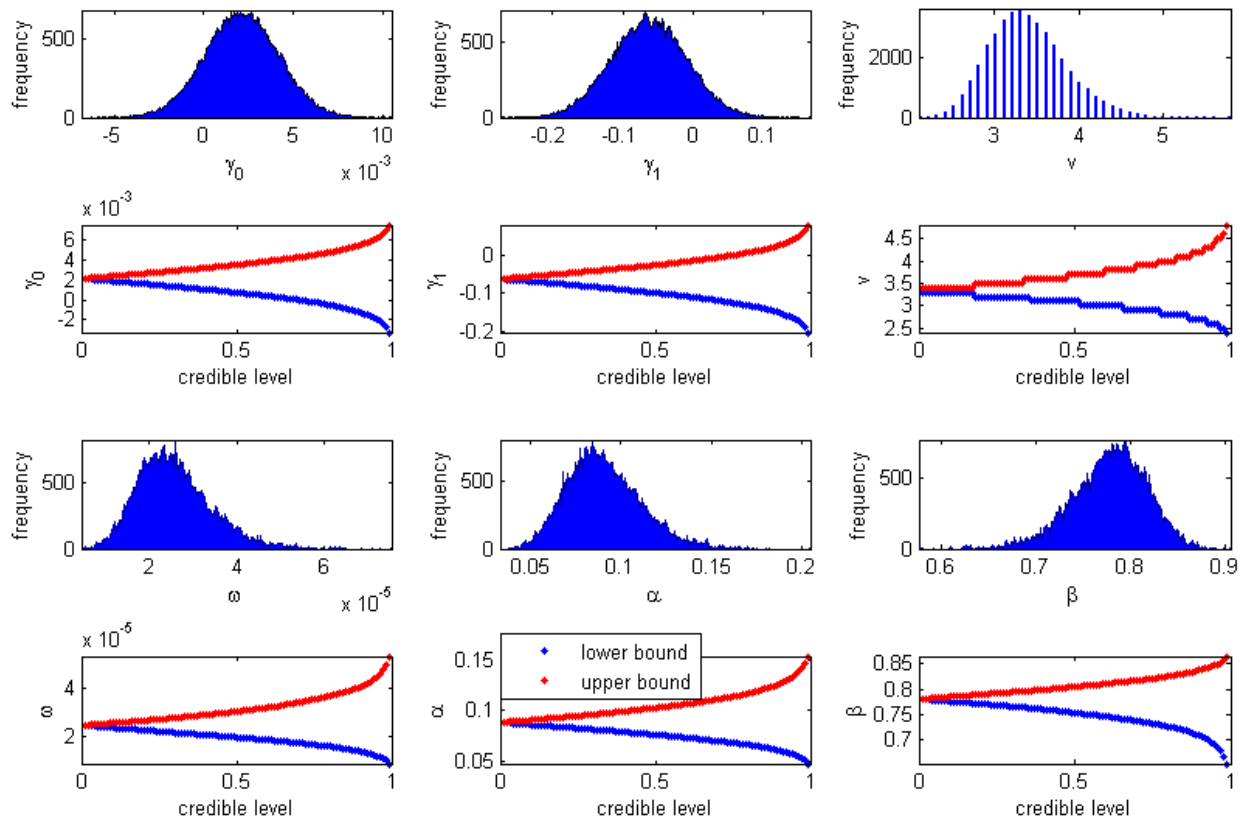 frequency
500
0
-5
0
5
10
γ0
x 10-3
frequency
500
0
-0.2
-0.1
0
0.1
γ1
frequency
2000
0
3
4
5
v
x 10-3
γ0
6
4
2
0
-2
0
0.5
1
credible level
γ1
0
-0.1
-0.2
0
0.5
1
credible level
v
4.5
4
3.5
3
2.5
0
0.5
1
credible level
frequency
500
0
2
4
6
ω
x 10-5
frequency
500
0
0.05
0.1
0.15
0.2
α
frequency
500
0
0.6
0.7
0.8
0.9
β
x 10-5
ω
4
2
0
0.5
1
credible level
α
0.15
0.1
0.05
lower bound
upper bound
0
0.5
1
credible level
β
0.85
0.8
0.75
0.7
0
0.5
1
credible level